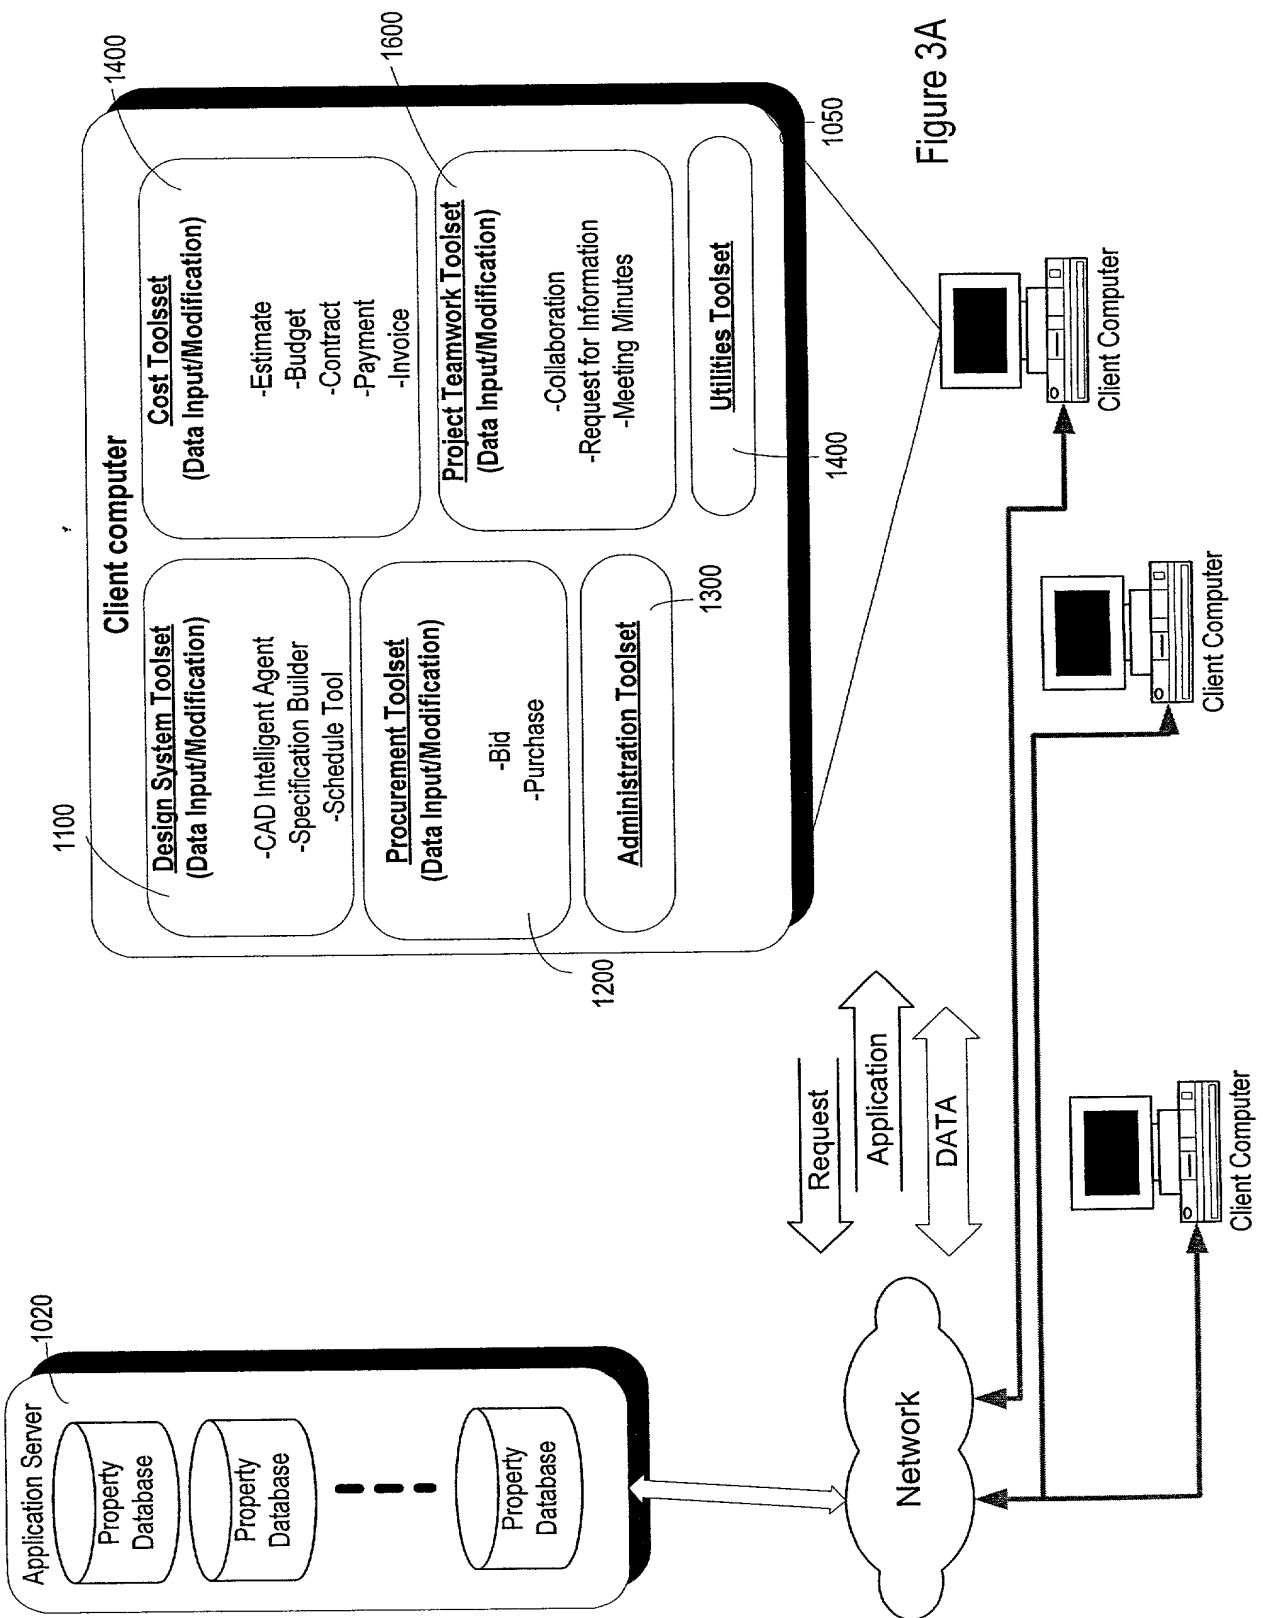 Application Server
1020
Property
Database
Property
Database
Property
Database
Network
Request
Application
DATA
Client computer
1100
Design System Toolset
(Data Input/Modification)
-CAD Intelligent Agent
-Specification Builder
-Schedule Tool
1400
Cost Toolsset
(Data Input/Modification)
-Estimate
-Budget
-Contract
-Payment
-Invoice
1200
Procurement Toolset
(Data Input/Modification)
-Bid
-Purchase
1600
Project Teamwork Toolset
(Data Input/Modification)
-Collaboration
-Request for Information
-Meeting Minutes
Administration Toolset
1300
Utilities Toolset
1400
1050
Client Computer
Client Computer
Client Computer
Figure 3A